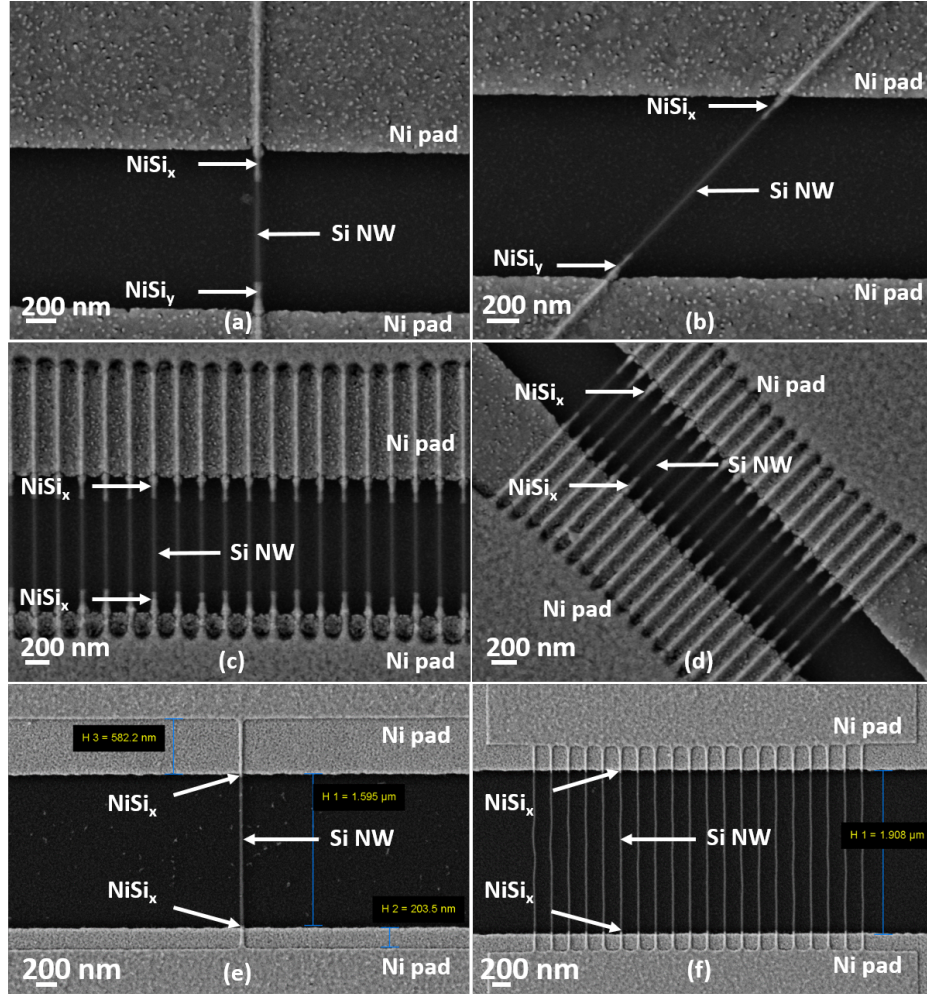 Ni pad
NiSiₓ
Si NW
NiSiᵧ
200 nm
(a)
Ni pad
Ni pad
NiSiₓ
Si NW
NiSiᵧ
Ni pad
200 nm
(b)
Ni pad
NiSiₓ
Si NW
NiSiₓ
200 nm
(c)
Ni pad
NiSiₓ
Ni pad
Si NW
NiSiₓ
Ni pad
200 nm
(d)
H 3 = 582.2 nm
Ni pad
NiSiₓ
H 1 = 1.595 µm
Si NW
NiSiₓ
H 2 = 203.5 nm
200 nm
(e)
Ni pad
Ni pad
NiSiₓ
H 1 = 1.908 µm
Si NW
NiSiₓ
200 nm
(f)
Ni pad